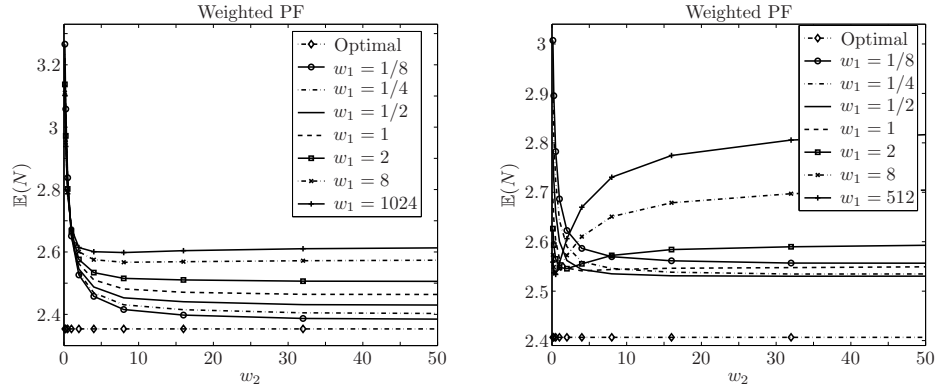 Weighted PF
𝔼(N)
3.2
3
2.8
2.6
2.4
0 10 20 30 40 50
w₂
Optimal
w₁ = 1/8
w₁ = 1/4
w₁ = 1/2
w₁ = 1
w₁ = 2
w₁ = 8
w₁ = 1024
Weighted PF
𝔼(N)
3
2.9
2.8
2.7
2.6
2.5
2.4
0 10 20 30 40 50
w₂
Optimal
w₁ = 1/8
w₁ = 1/4
w₁ = 1/2
w₁ = 1
w₁ = 2
w₁ = 8
w₁ = 512